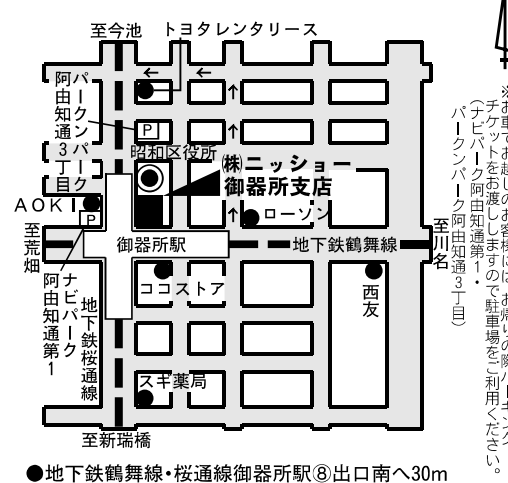 至今池
トヨタレンタリース
パークンパーク
阿由知通3丁目
P
昭和区役所
㈱ニッショー
御器所支店
AOKI
P
ローソン
至荒畑
御器所駅
地下鉄鶴舞線
至川名
ナビパーク
阿由知通第1
地下鉄桜通線
ココストア
西友
スギ薬局
至新瑞橋
※お車でお越しのお客様には、お帰りの際パーキング
チケットをお渡ししますので駐車場をご利用ください。
(ナビパーク阿由知通第1・
パークンパーク阿由知通3丁目)
●地下鉄鶴舞線・桜通線御器所駅⑧出口南へ30m